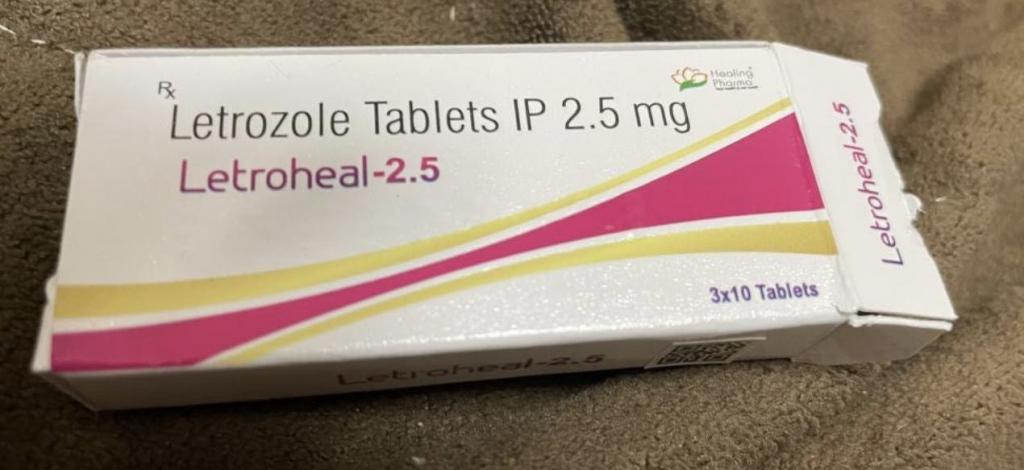 Rx
Healing
Pharma
Letrozole Tablets IP 2.5 mg
Letroheal-2.5
3x10 Tablets
Letroheal-2.5
Letroheal-2.5